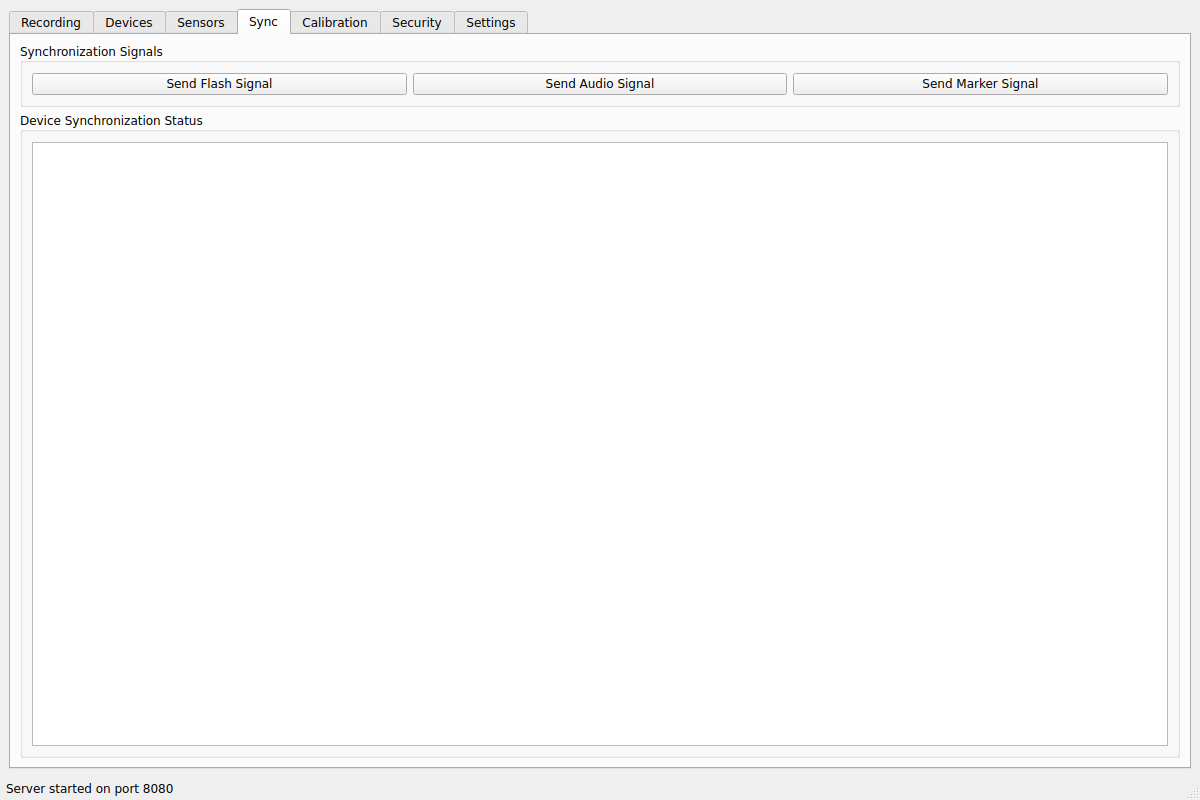 Recording Devices Sensors Sync Calibration Security Settings
Synchronization Signals
Send Flash Signal Send Audio Signal Send Marker Signal
Device Synchronization Status
Server started on port 8080